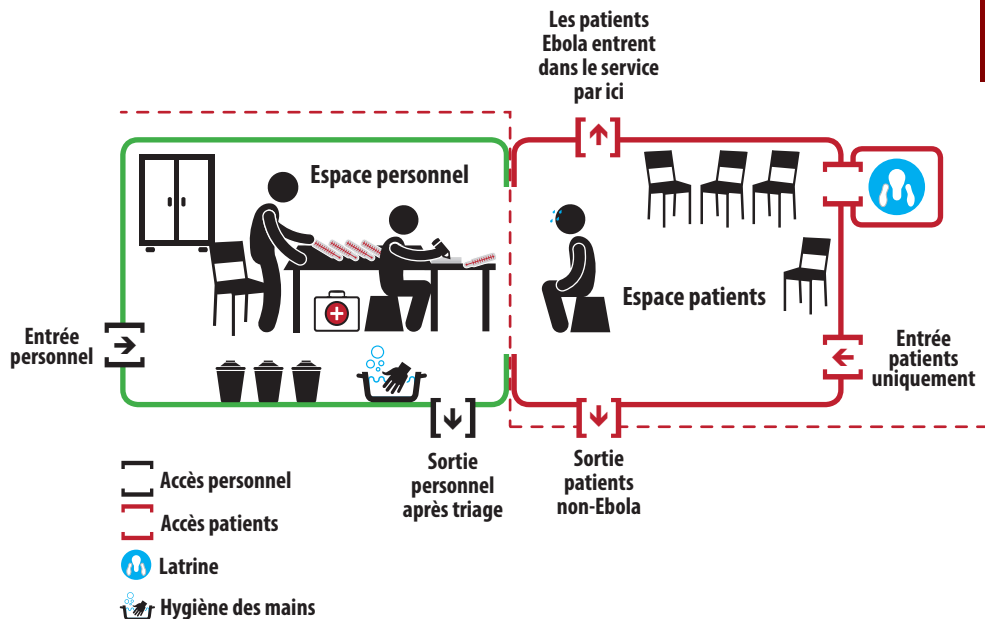 Les patients
Ebola entrent
dans le service
par ici
Espace personnel
Espace patients
Entrée
personnel
Entrée
patients
uniquement
Sortie
personnel
après triage
Sortie
patients
non-Ebola
Accès personnel
Accès patients
Latrine
Hygiène des mains